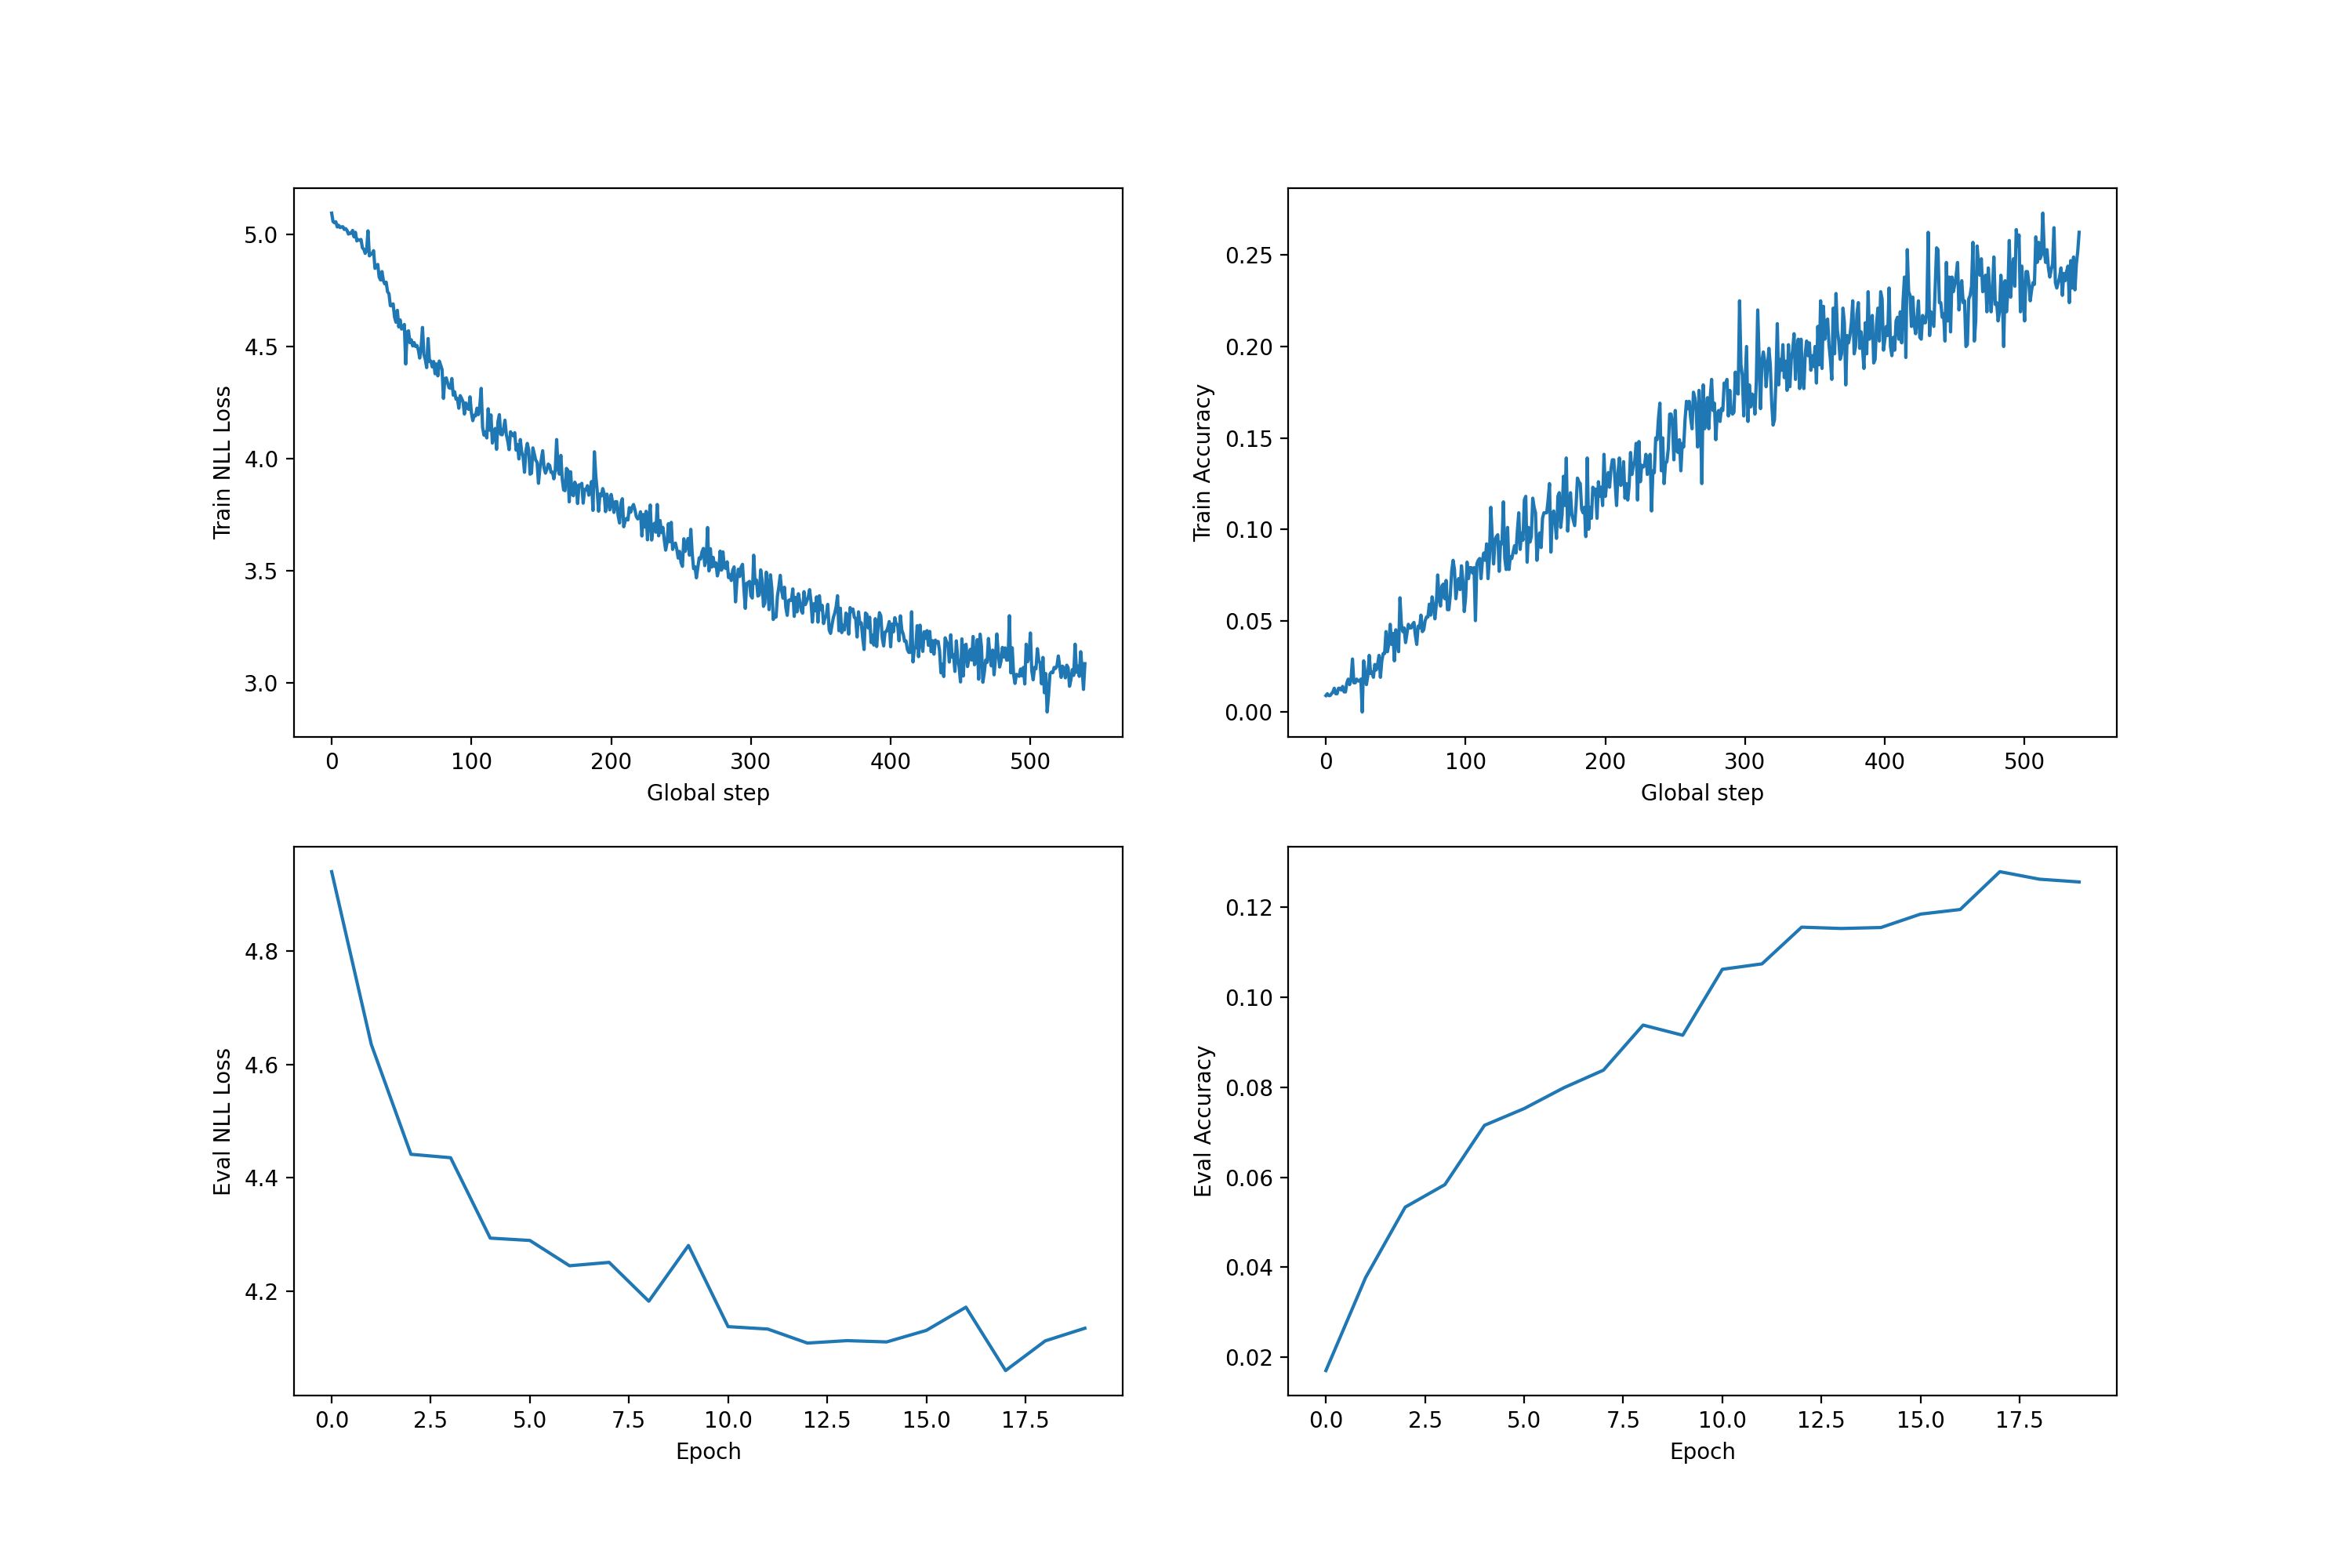 5.0
4.5
4.0
3.5
3.0
Train NLL Loss
0 100 200 300 400 500
Global step
0.25
0.20
0.15
0.10
0.05
0.00
Train Accuracy
0 100 200 300 400 500
Global step
4.8
4.6
4.4
4.2
Eval NLL Loss
0.0 2.5 5.0 7.5 10.0 12.5 15.0 17.5
Epoch
0.12
0.10
0.08
0.06
0.04
0.02
Eval Accuracy
0.0 2.5 5.0 7.5 10.0 12.5 15.0 17.5
Epoch